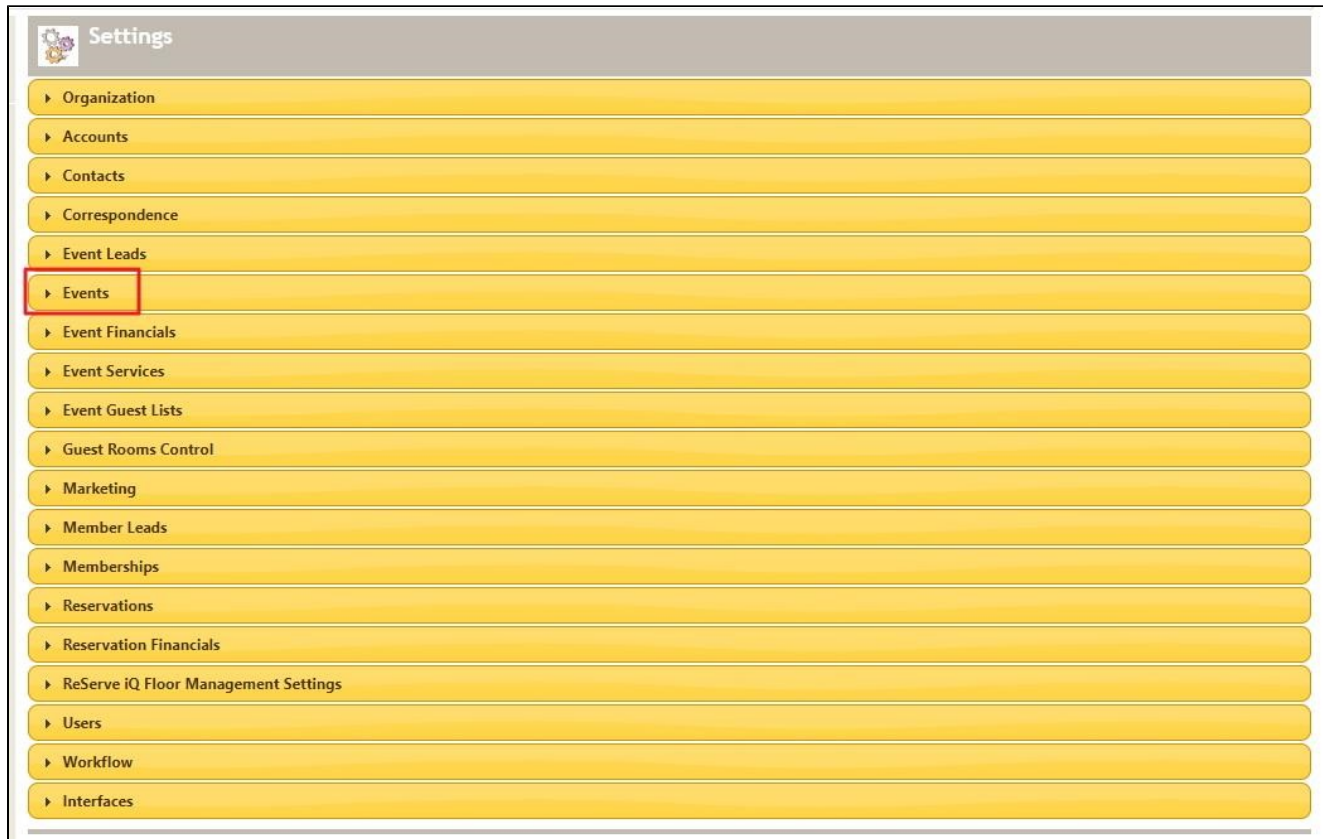 Settings
Organization
Accounts
Contacts
Correspondence
Event Leads
Events
Event Financials
Event Services
Event Guest Lists
Guest Rooms Control
Marketing
Member Leads
Memberships
Reservations
Reservation Financials
ReServe iQ Floor Management Settings
Users
Workflow
Interfaces